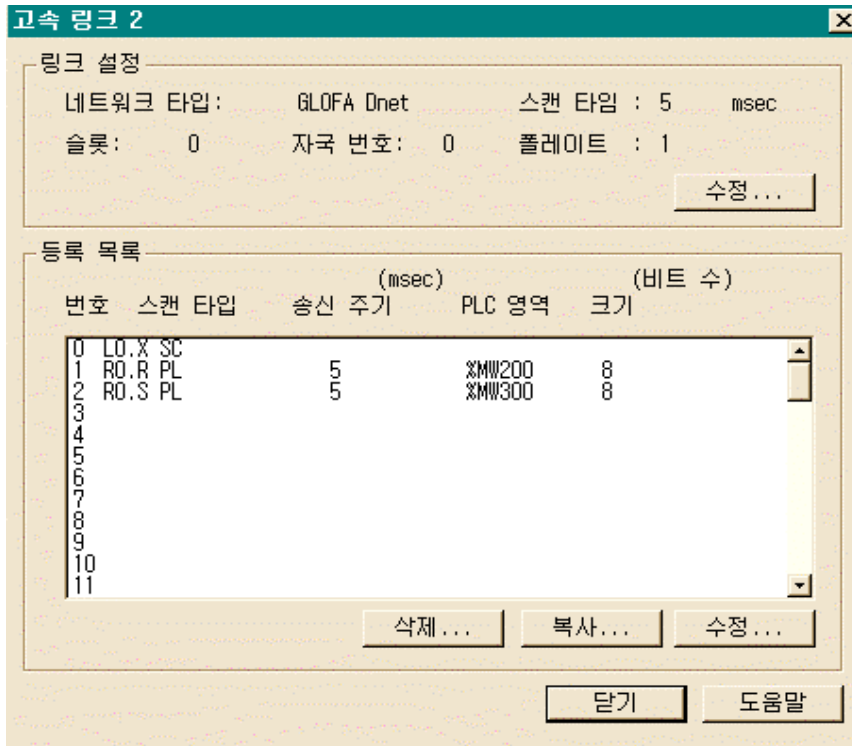 고속 링크 2
링크 설정
네트워크 타입: GLOFA Dnet 스캔 타임 : 5 msec
슬롯: 0 자국 번호: 0 폴레이트 : 1
수정...
등록 목록
(msec) (비트 수)
번호 스캔 타입 송신 주기 PLC 영역 크기
0 L0.X SC
1 R0.R PL 5 %MW200 8
2 R0.S PL 5 %MW300 8
3
4
5
6
7
8
9
10
11
삭제... 복사... 수정...
닫기 도움말